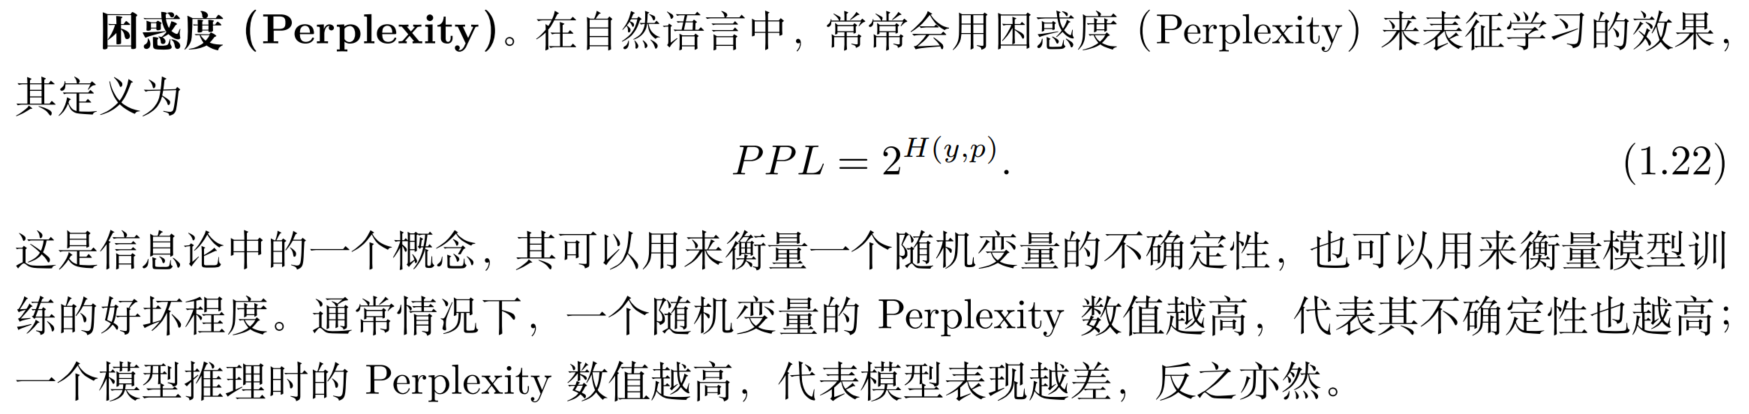 困惑度（Perplexity）。在自然语言中，常常会用困惑度（Perplexity）来表征学习的效果，
其定义为
PPL = 2^{H(y,p)}. (1.22)
这是信息论中的一个概念，其可以用来衡量一个随机变量的不确定性，也可以用来衡量模型训
练的好坏程度。通常情况下，一个随机变量的 Perplexity 数值越高，代表其不确定性也越高；
一个模型推理时的 Perplexity 数值越高，代表模型表现越差，反之亦然。